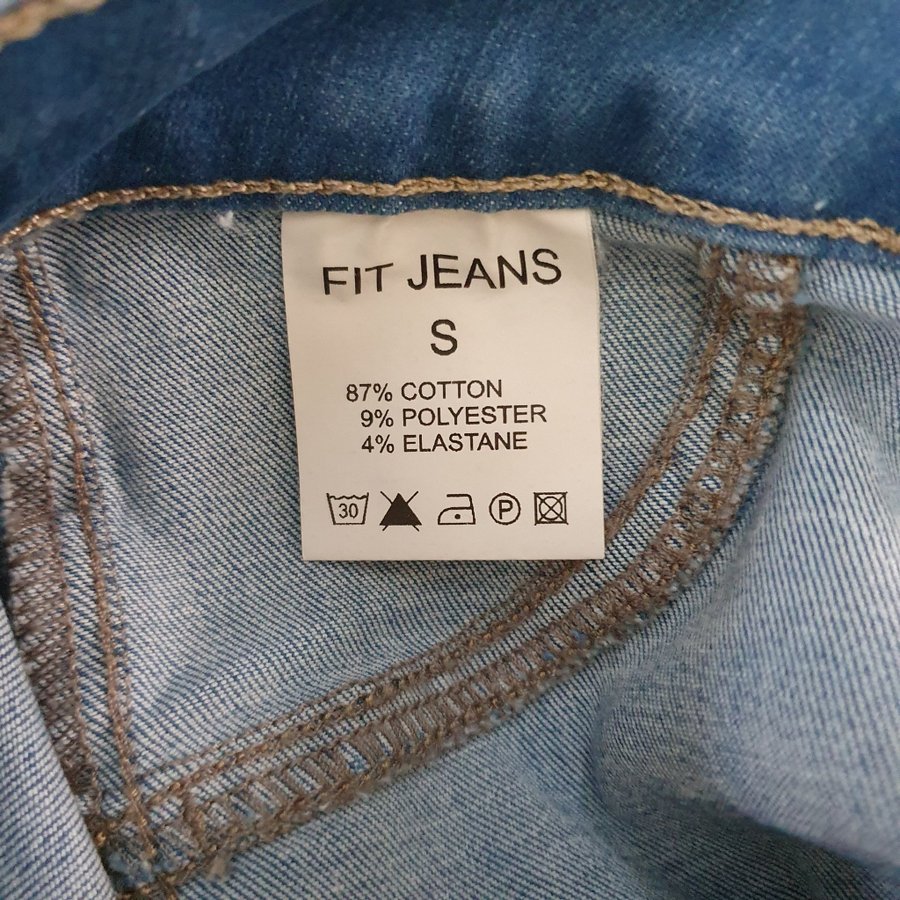 FIT JEANS
S
87% COTTON
9% POLYESTER
4% ELASTANE
30 P